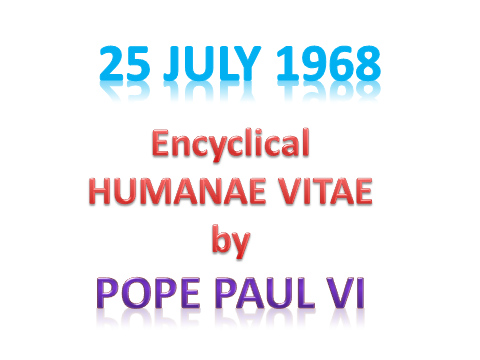 25 JULY 1968
Encyclical
HUMANAE VITAE
by
POPE PAUL VI